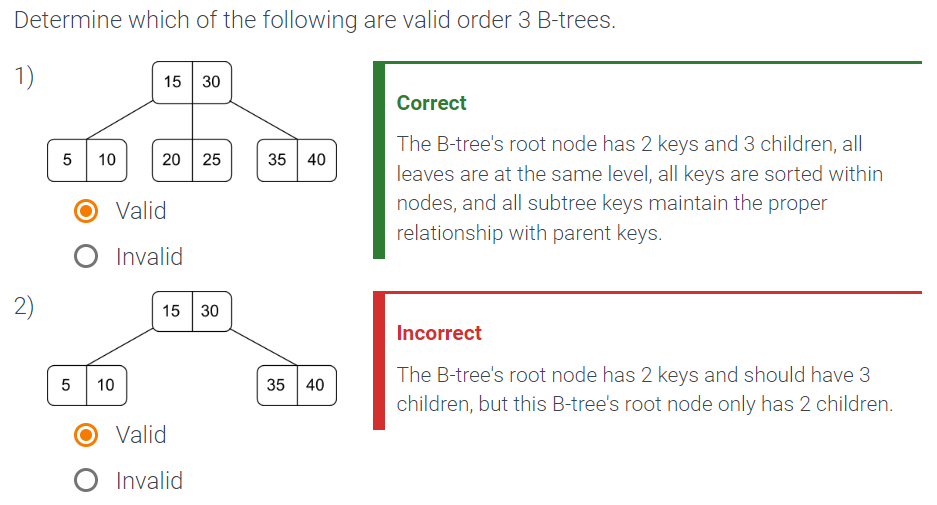 Determine which of the following are valid order 3 B-trees.
1)
15 30
5 10 20 25 35 40
Valid
Invalid
Correct
The B-tree's root node has 2 keys and 3 children, all
leaves are at the same level, all keys are sorted within
nodes, and all subtree keys maintain the proper
relationship with parent keys.
2)
15 30
5 10 35 40
Valid
Invalid
Incorrect
The B-tree's root node has 2 keys and should have 3
children, but this B-tree's root node only has 2 children.